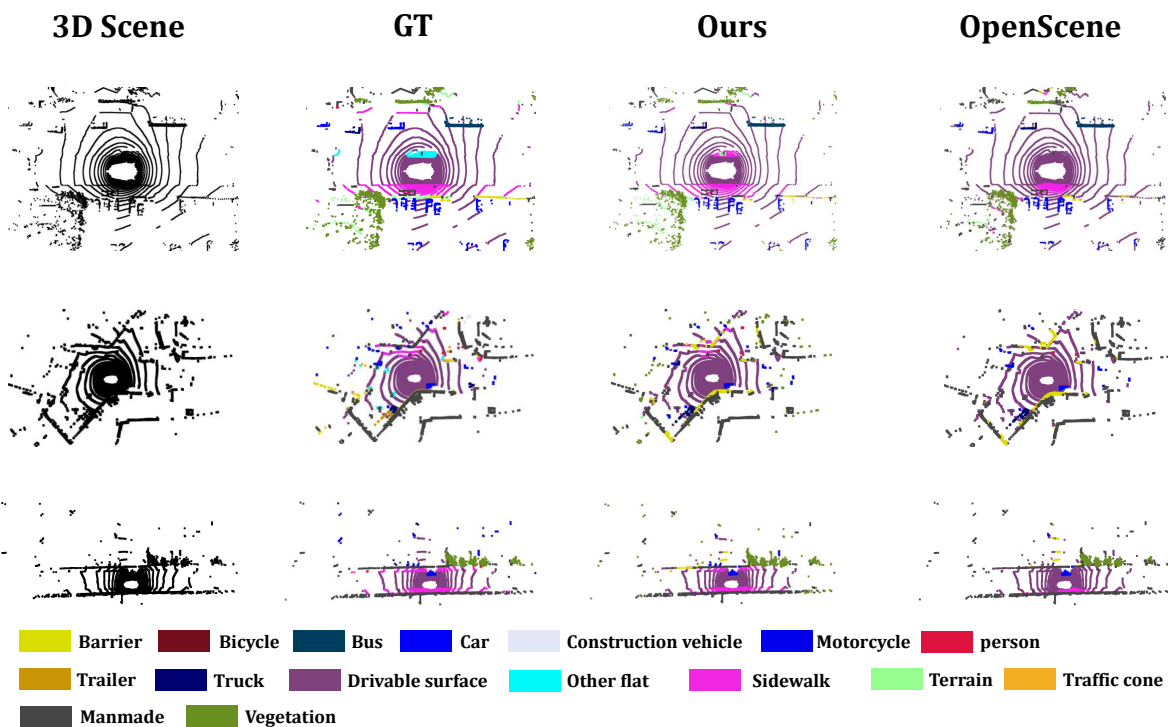 3D Scene GT Ours OpenScene
Barrier Bicycle Bus Car Construction vehicle Motorcycle person
Trailer Truck Drivable surface Other flat Sidewalk Terrain Traffic cone
Manmade Vegetation